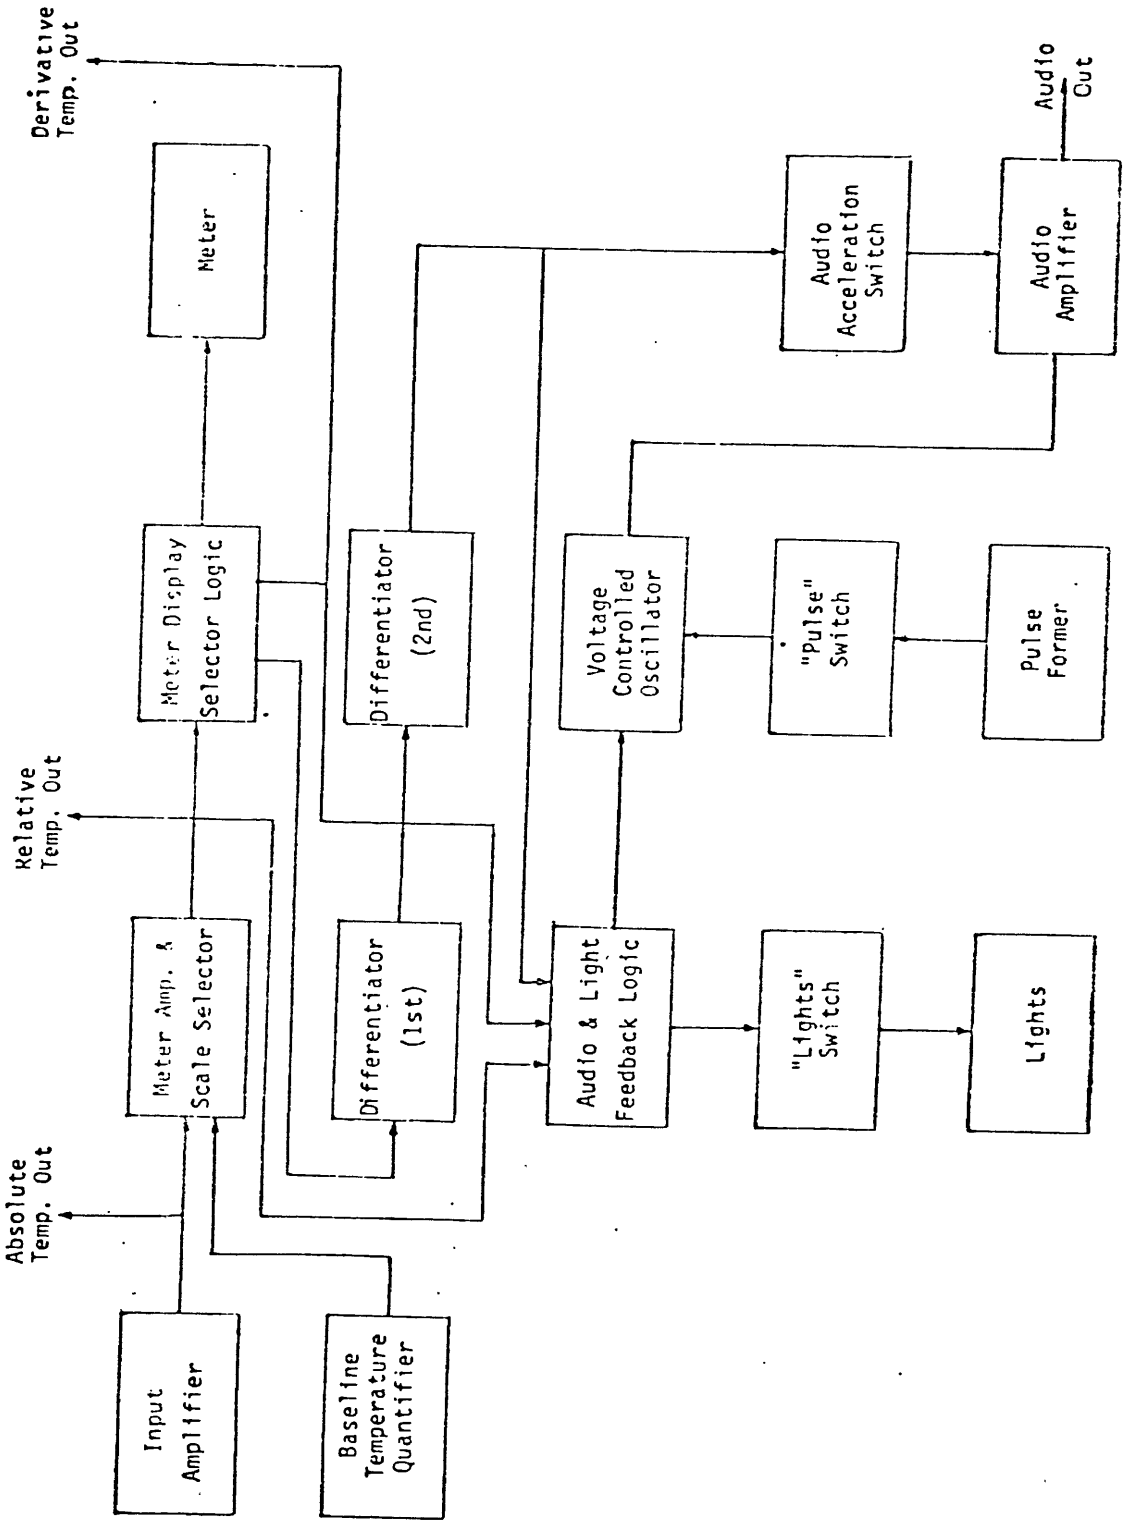 Absolute
Temp. Out
Relative
Temp. Out
Derivative
Temp. Out
Input
Amplifier
Meter Amp. &
Scale Selector
Meter Display
Selector Logic
Meter
Baseline
Temperature
Quantifier
Differentiator
(1st)
Differentiator
(2nd)
Audio & Light
Feedback Logic
Voltage
Controlled
Oscillator
Audio
Acceleration
Switch
"Lights"
Switch
"Pulse"
Switch
Lights
Pulse
Former
Audio
Amplifier
Audio
Out